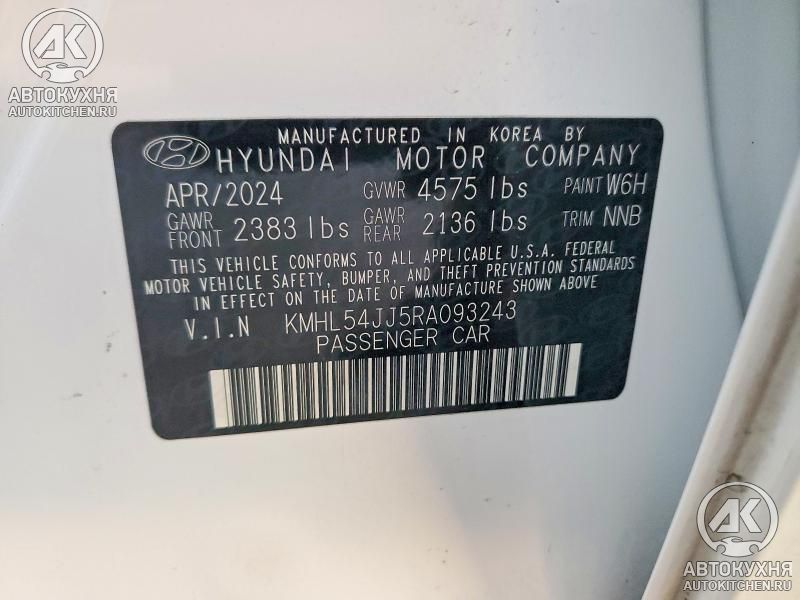 АВТОКУХНЯ
AUTOKITCHEN.RU
MANUFACTURED IN KOREA BY
HYUNDAI MOTOR COMPANY
APR/2024 GVWR 4575 lbs PAINT W6H
GAWR FRONT 2383 lbs GAWR REAR 2136 lbs TRIM NNB
THIS VEHICLE CONFORMS TO ALL APPLICABLE U.S.A. FEDERAL
MOTOR VEHICLE SAFETY, BUMPER, AND THEFT PREVENTION STANDARDS
IN EFFECT ON THE DATE OF MANUFACTURE SHOWN ABOVE
V.I.N KMHL54JJ5RA093243
PASSENGER CAR
АК
АВТОКУХНЯ
AUTOKITCHEN.RU